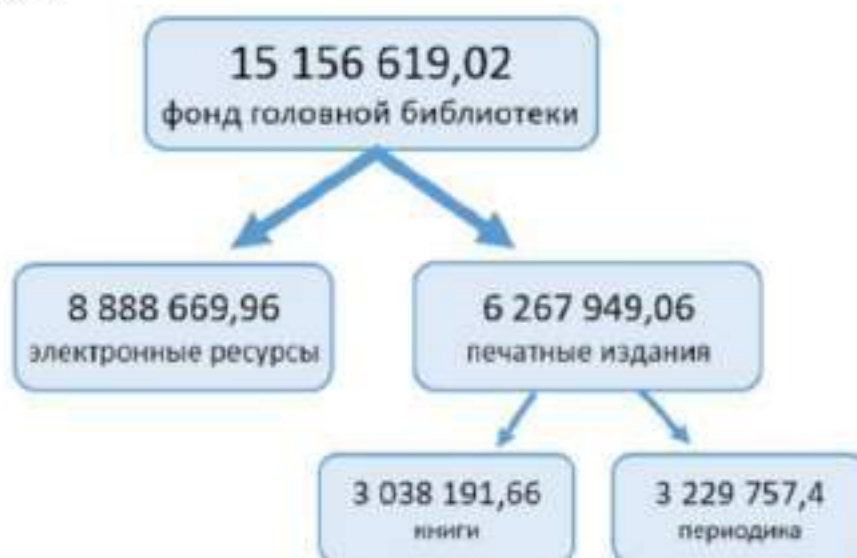 15 156 619,02
фонд головной библиотеки
8 888 669,96
электронные ресурсы
6 267 949,06
печатные издания
3 038 191,66
книги
3 229 757,4
периодика